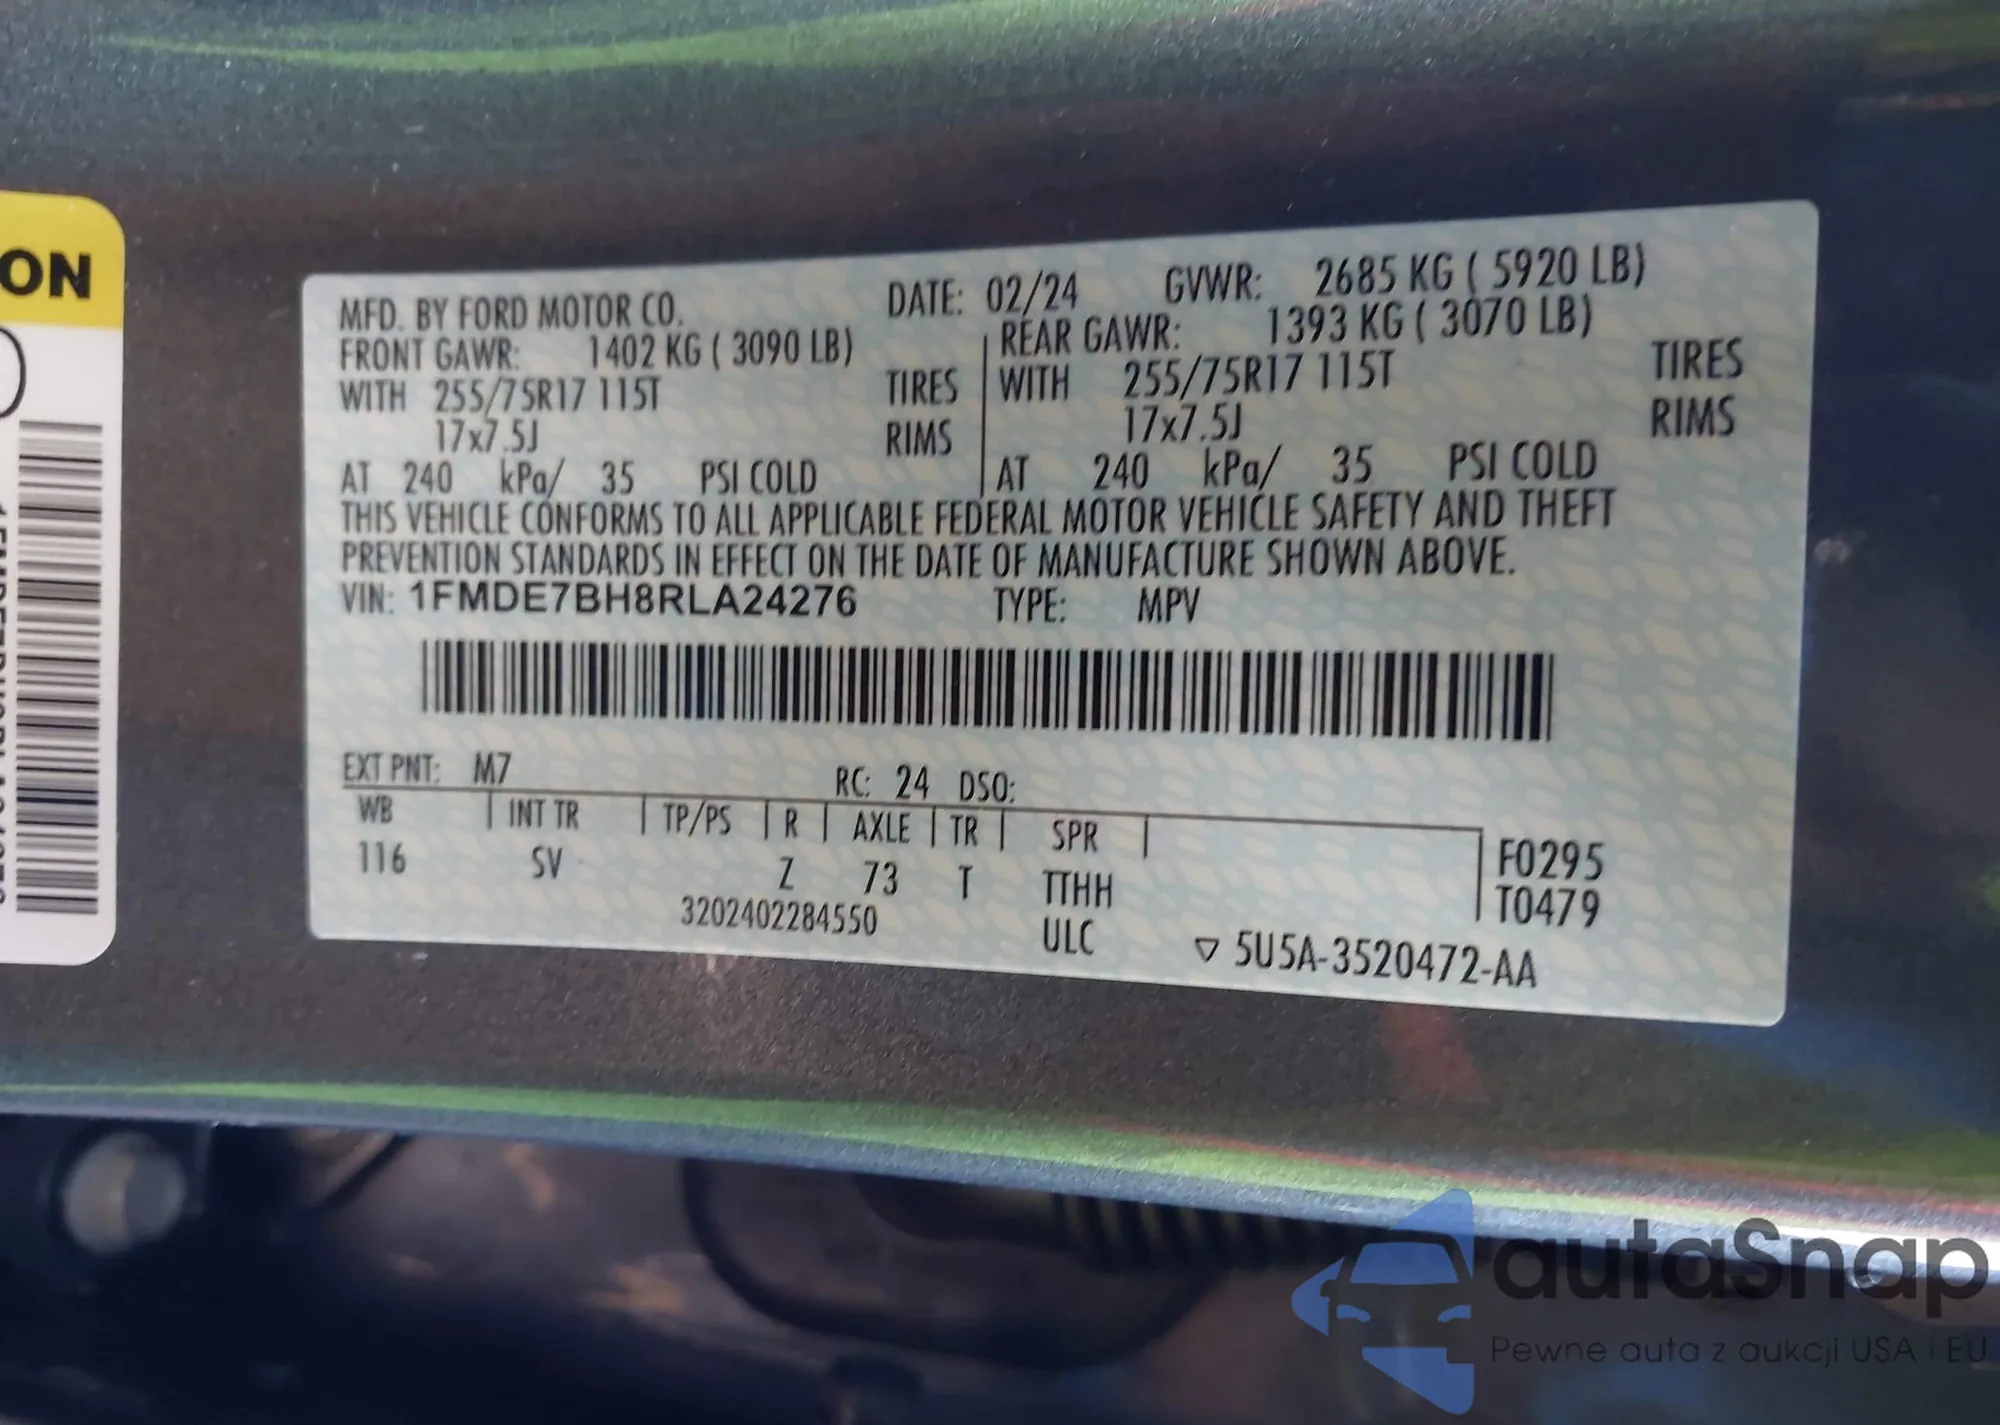 ON
MFD. BY FORD MOTOR CO. DATE: 02/24 GVWR: 2685 KG ( 5920 LB)
FRONT GAWR: 1402 KG ( 3090 LB) REAR GAWR: 1393 KG ( 3070 LB)
WITH 255/75R17 115T TIRES WITH 255/75R17 115T TIRES
17x7.5J RIMS 17x7.5J RIMS
AT 240 kPa/ 35 PSI COLD AT 240 kPa/ 35 PSI COLD
THIS VEHICLE CONFORMS TO ALL APPLICABLE FEDERAL MOTOR VEHICLE SAFETY AND THEFT
PREVENTION STANDARDS IN EFFECT ON THE DATE OF MANUFACTURE SHOWN ABOVE.
VIN: 1FMDE7BH8RLA24276 TYPE: MPV
EXT PNT: M7 RC: 24 DSO:
WB INT TR TP/PS R AXLE TR SPR
116 SV Z 73 T TTHH F0295
3202402284550 ULC T0479
▽ 5U5A-3520472-AA
autaSnap
Pewne auta z aukcji USA i EU